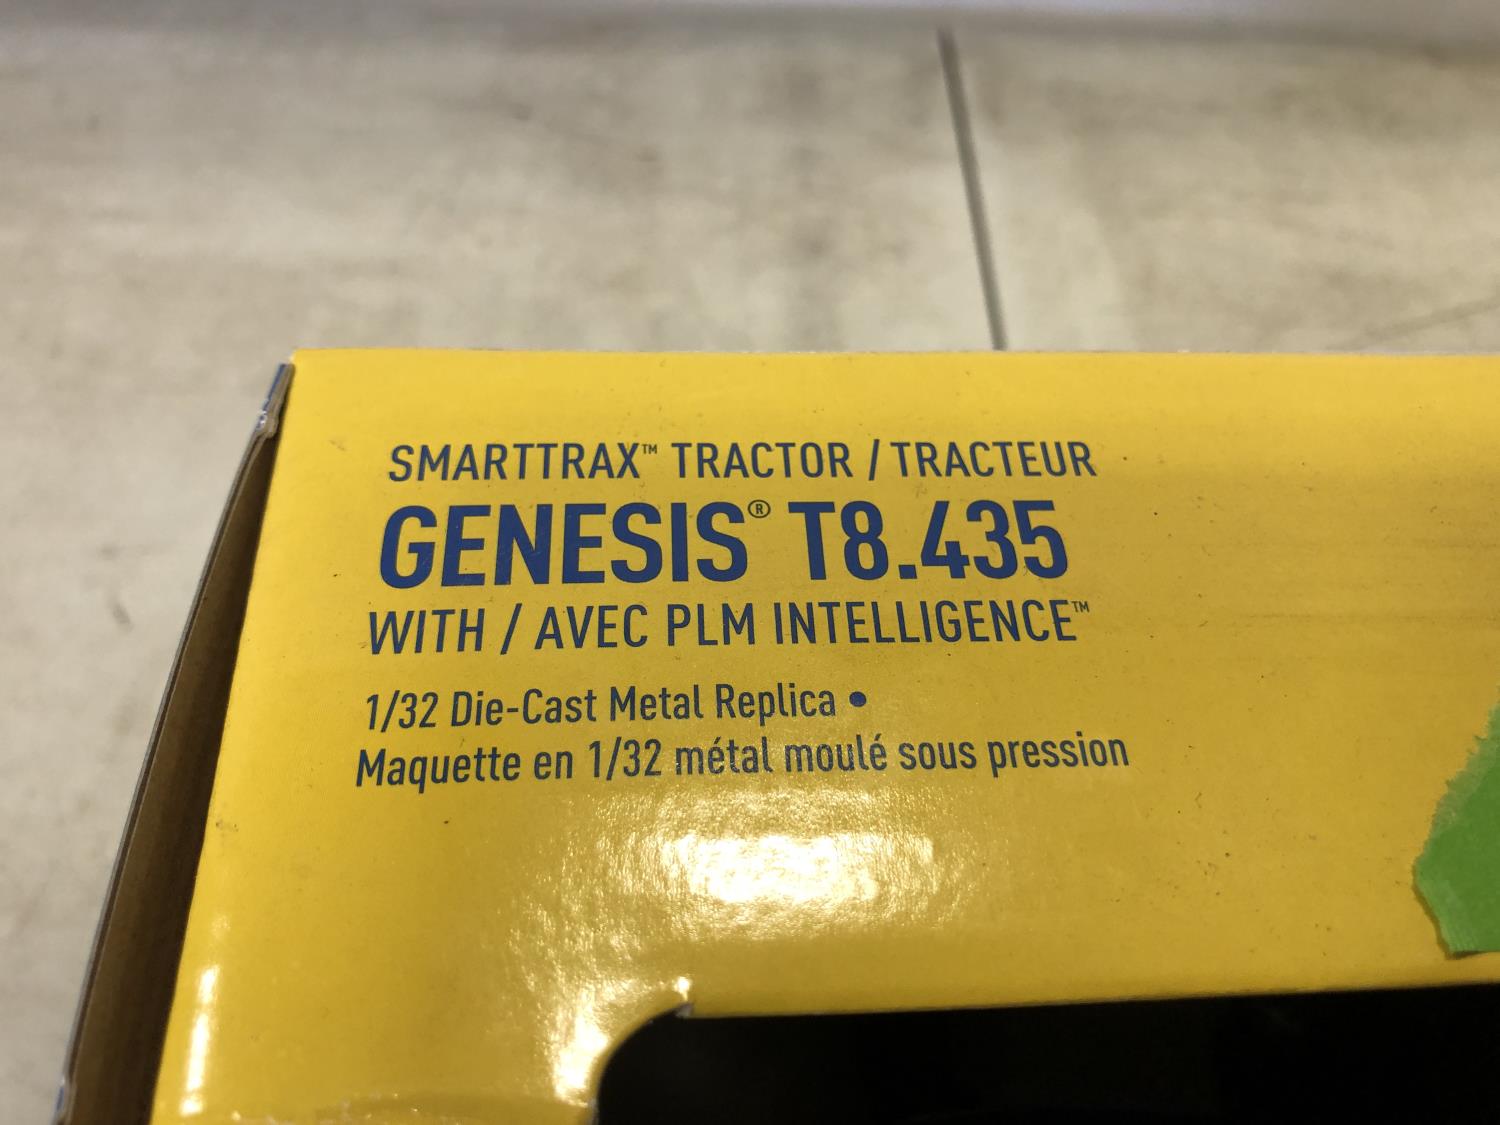 SMARTTRAX™ TRACTOR / TRACTEUR
GENESIS® T8.435
WITH / AVEC PLM INTELLIGENCE™
1/32 Die-Cast Metal Replica •
Maquette en 1/32 métal moulé sous pression